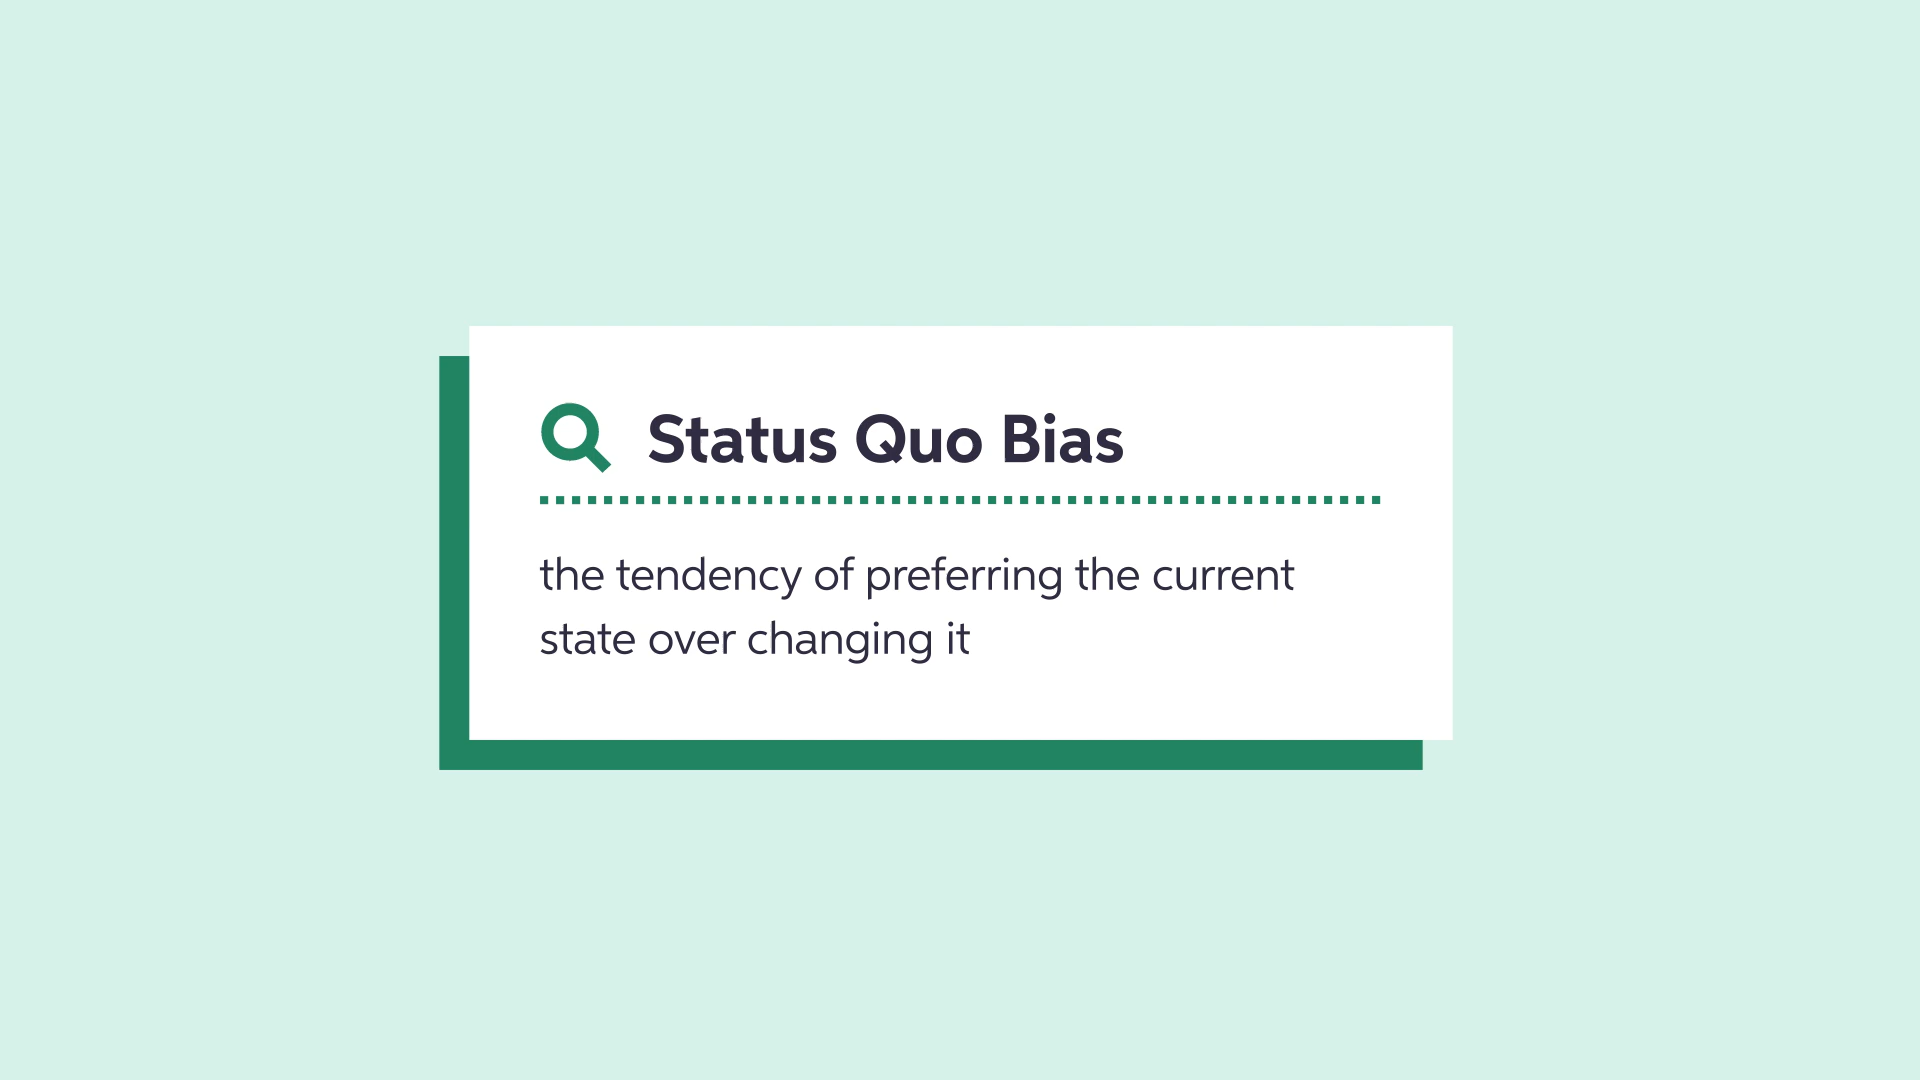 Status Quo Bias
the tendency of preferring the current
state over changing it